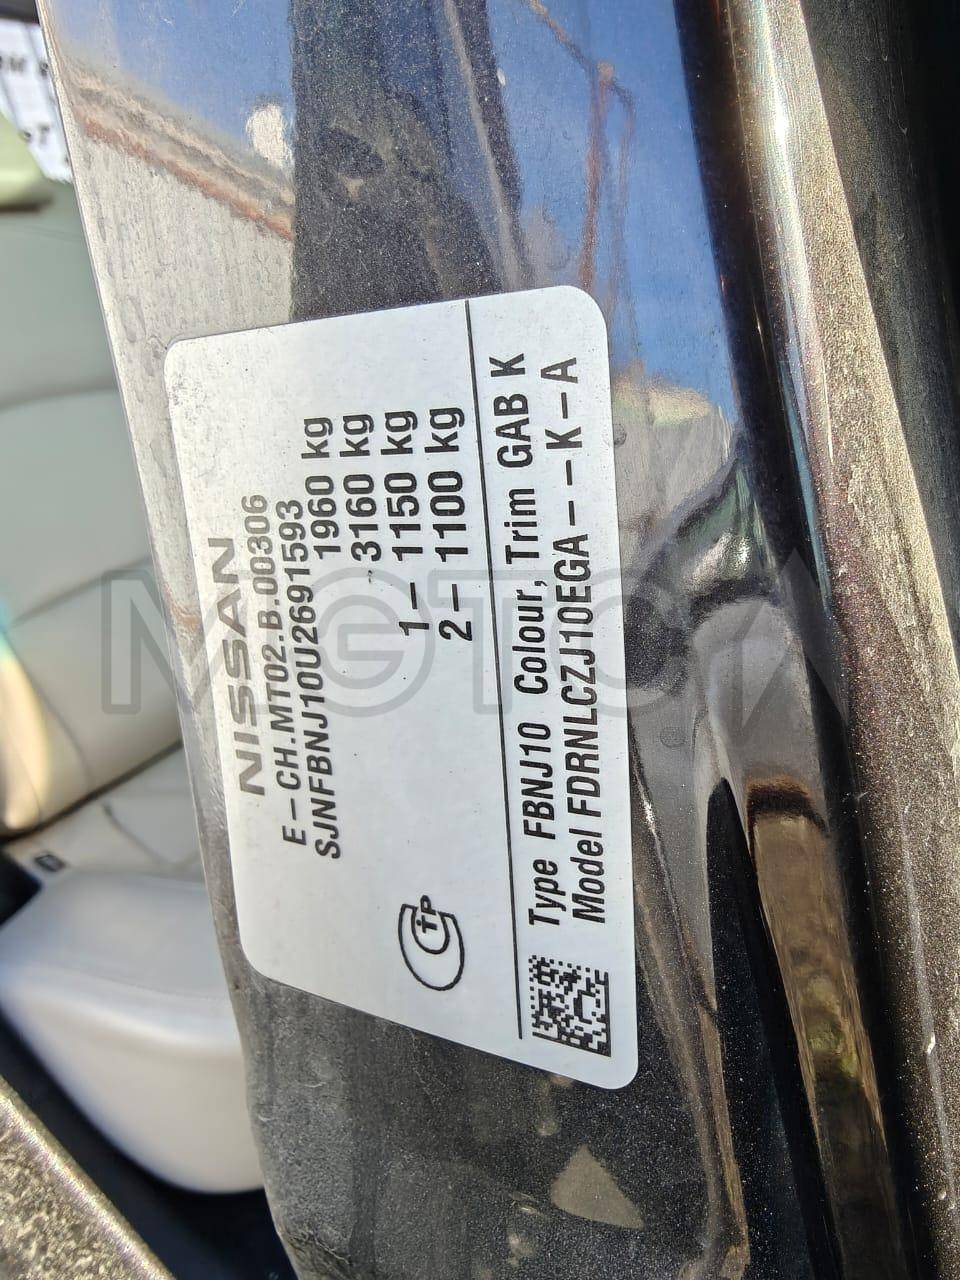 NISSAN
E-CH.MT02.B.00306
SJNFBNJ10U2691593
1960 kg
3160 kg
1- 1150 kg
2- 1100 kg
Type FBNJ10 Colour, Trim GAB K
Model FDRNLCZJ10EGA---K-A
MGTC